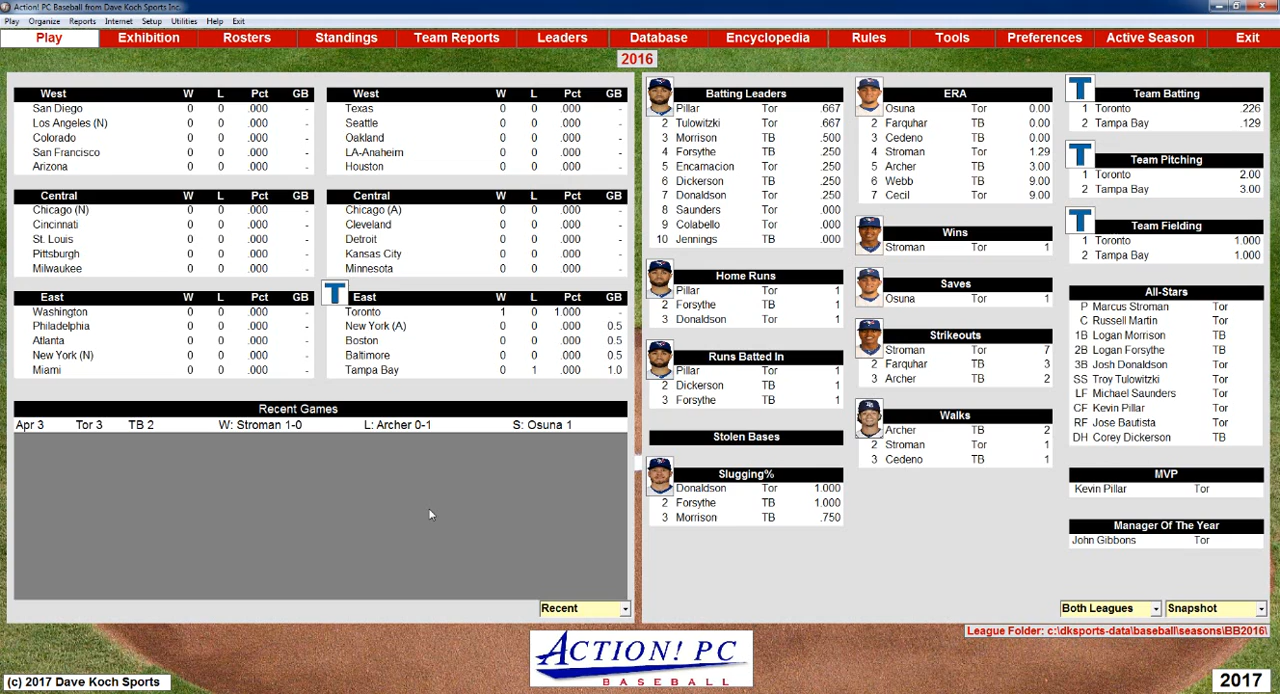 Action! PC Baseball from Dave Koch Sports Inc.
Play Organize Reports Internet Setup Utilities Help Exit
Play Exhibition Rosters Standings Team Reports Leaders Database Encyclopedia Rules Tools Preferences Active Season Exit
2016
West W L Pct GB
San Diego 0 0 .000 -
Los Angeles (N) 0 0 .000 -
Colorado 0 0 .000 -
San Francisco 0 0 .000 -
Arizona 0 0 .000 -
Central W L Pct GB
Chicago (N) 0 0 .000 -
Cincinnati 0 0 .000 -
St. Louis 0 0 .000 -
Pittsburgh 0 0 .000 -
Milwaukee 0 0 .000 -
East W L Pct GB
Washington 0 0 .000 -
Philadelphia 0 0 .000 -
Atlanta 0 0 .000 -
New York (N) 0 0 .000 -
Miami 0 0 .000 -
West W L Pct GB
Texas 0 0 .000 -
Seattle 0 0 .000 -
Oakland 0 0 .000 -
LA-Anaheim 0 0 .000 -
Houston 0 0 .000 -
Central W L Pct GB
Chicago (A) 0 0 .000 -
Cleveland 0 0 .000 -
Detroit 0 0 .000 -
Kansas City 0 0 .000 -
Minnesota 0 0 .000 -
T
East W L Pct GB
Toronto 1 0 1.000 -
New York (A) 0 0 .000 0.5
Boston 0 0 .000 0.5
Baltimore 0 0 .000 0.5
Tampa Bay 0 1 .000 1.0
Recent Games
Apr 3 Tor 3 TB 2 W: Stroman 1-0 L: Archer 0-1 S: Osuna 1
Recent
Batting Leaders
Pillar Tor .667
2 Tulowitzki Tor .667
3 Morrison TB .500
4 Forsythe TB .250
5 Encarnacion Tor .250
6 Dickerson TB .250
7 Donaldson Tor .250
8 Saunders Tor .000
9 Colabello Tor .000
10 Jennings TB .000
Home Runs
Pillar Tor 1
2 Forsythe TB 1
3 Donaldson Tor 1
Runs Batted In
Pillar Tor 1
2 Dickerson TB 1
3 Forsythe TB 1
Stolen Bases
Slugging%
Donaldson Tor 1.000
2 Forsythe TB 1.000
3 Morrison TB .750
ERA
Osuna Tor 0.00
2 Farquhar TB 0.00
3 Cedeno TB 0.00
4 Stroman Tor 1.29
5 Archer TB 3.00
6 Webb TB 9.00
7 Cecil Tor 9.00
Wins
Stroman Tor 1
Saves
Osuna Tor 1
Strikeouts
Stroman Tor 7
2 Farquhar TB 3
3 Archer TB 2
Walks
Archer TB 2
2 Stroman Tor 1
3 Cedeno TB 1
T
Team Batting
1 Toronto .226
2 Tampa Bay .129
T
Team Pitching
1 Toronto 2.00
2 Tampa Bay 3.00
T
Team Fielding
1 Toronto 1.000
2 Tampa Bay 1.000
All-Stars
P Marcus Stroman Tor
C Russell Martin Tor
1B Logan Morrison TB
2B Logan Forsythe TB
3B Josh Donaldson Tor
SS Troy Tulowitzki Tor
LF Michael Saunders Tor
CF Kevin Pillar Tor
RF Jose Bautista Tor
DH Corey Dickerson TB
MVP
Kevin Pillar Tor
Manager Of The Year
John Gibbons Tor
Both Leagues Snapshot
League Folder: c:\dksports-data\baseball\seasons\BB2016\
ACTION! PC
BASEBALL
(c) 2017 Dave Koch Sports
2017